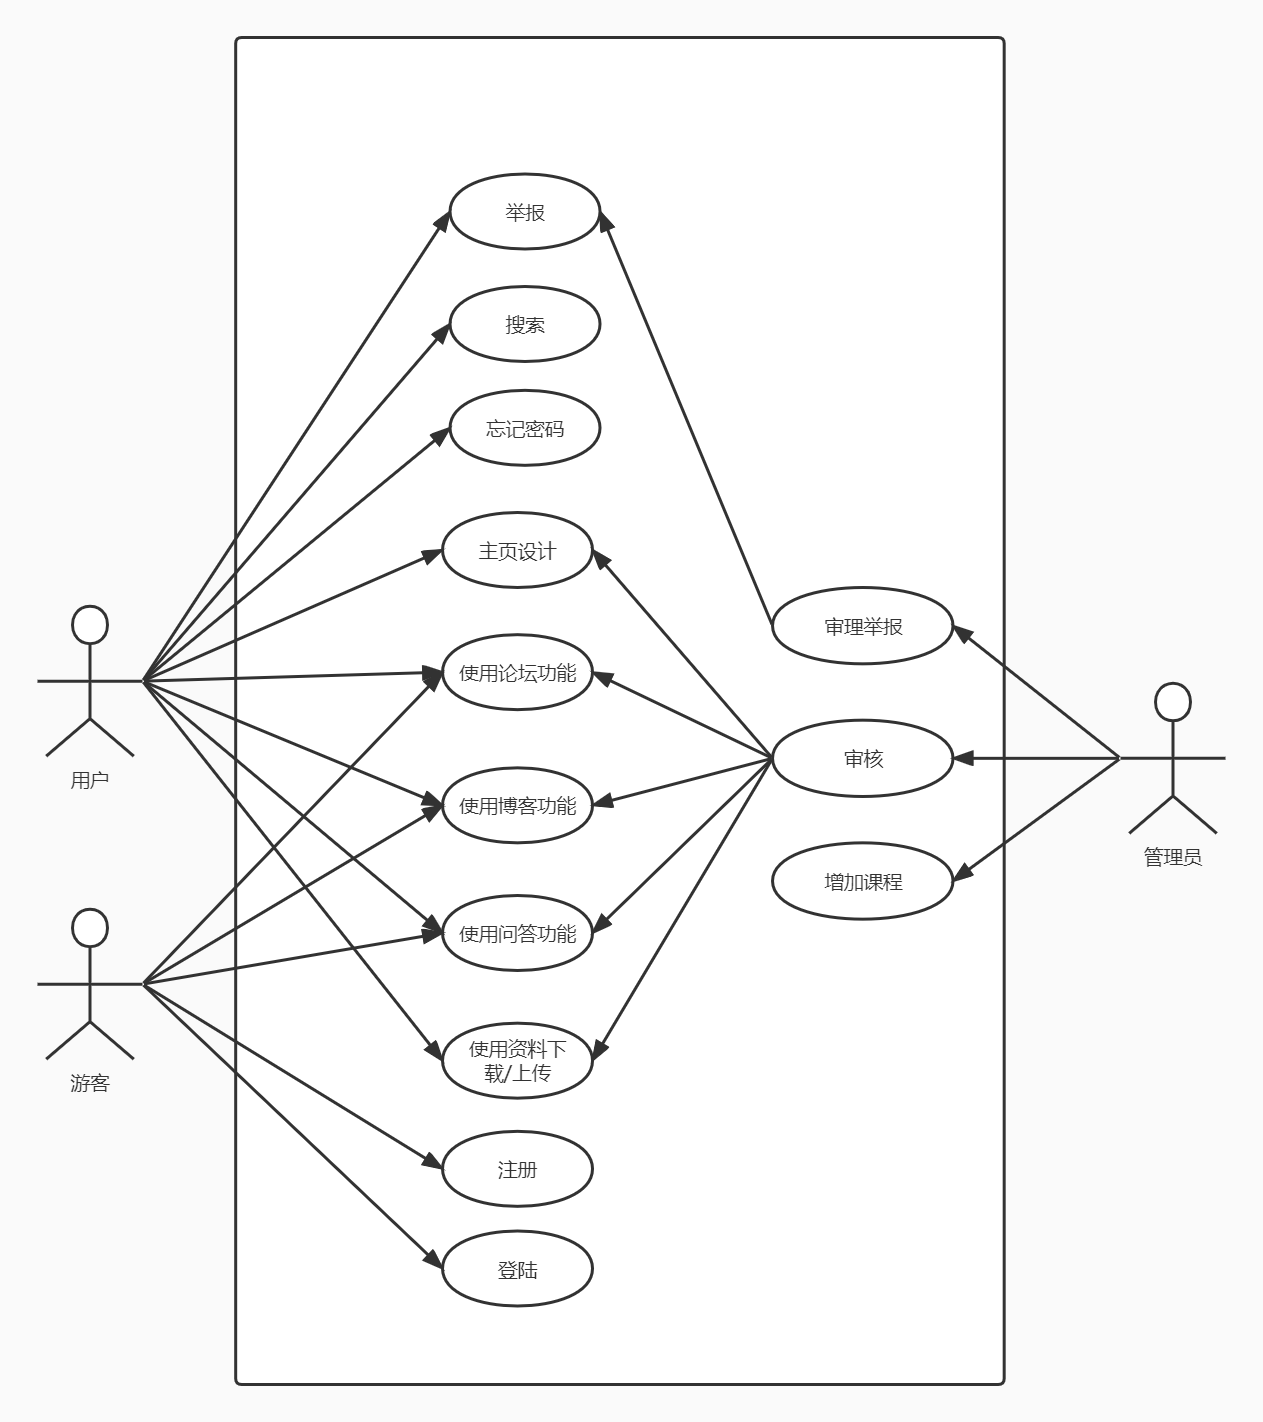 举报
搜索
忘记密码
主页设计
使用论坛功能
使用博客功能
使用问答功能
使用资料下
载/上传
注册
登陆
审理举报
审核
增加课程
用户
游客
管理员